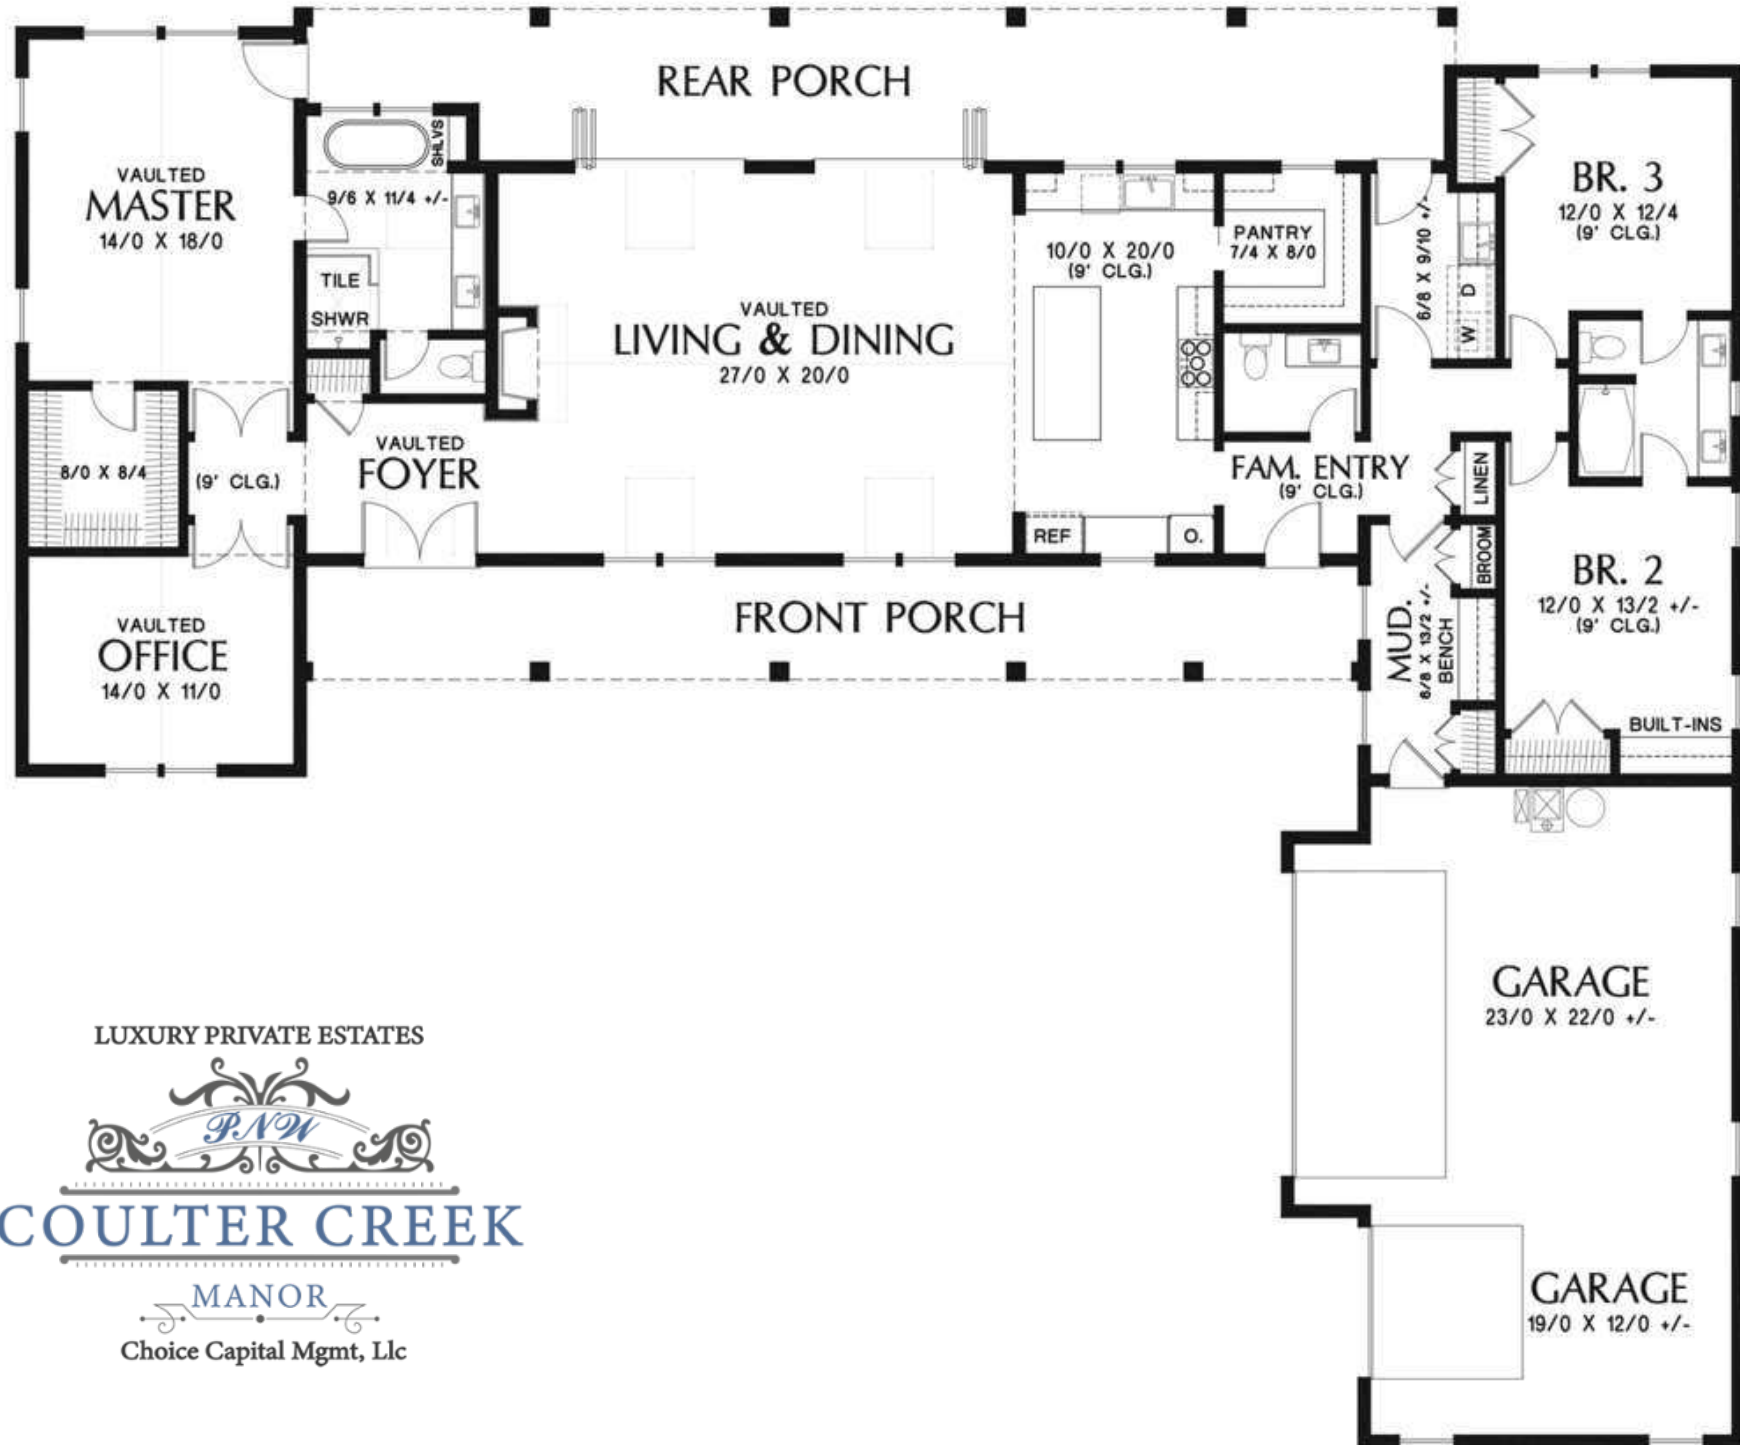 REAR PORCH
VAULTED
MASTER
14/0 X 18/0
SHLVS
9/6 X 11/4 +/-
TILE
SHWR
VAULTED
LIVING & DINING
27/0 X 20/0
10/0 X 20/0
(9' CLG.)
PANTRY
7/4 X 8/0
6/8 X 9/10 +/-
D
W
BR. 3
12/0 X 12/4
(9' CLG.)
8/0 X 8/4
(9' CLG.)
VAULTED
FOYER
REF
O.
FAM. ENTRY
(9' CLG.)
LINEN
BROOM
MUD.
6/8 X 13/2 +/-
BENCH
BR. 2
12/0 X 13/2 +/-
(9' CLG.)
BUILT-INS
VAULTED
OFFICE
14/0 X 11/0
FRONT PORCH
GARAGE
23/0 X 22/0 +/-
GARAGE
19/0 X 12/0 +/-
LUXURY PRIVATE ESTATES
PNW
COULTER CREEK
MANOR
Choice Capital Mgmt, Llc